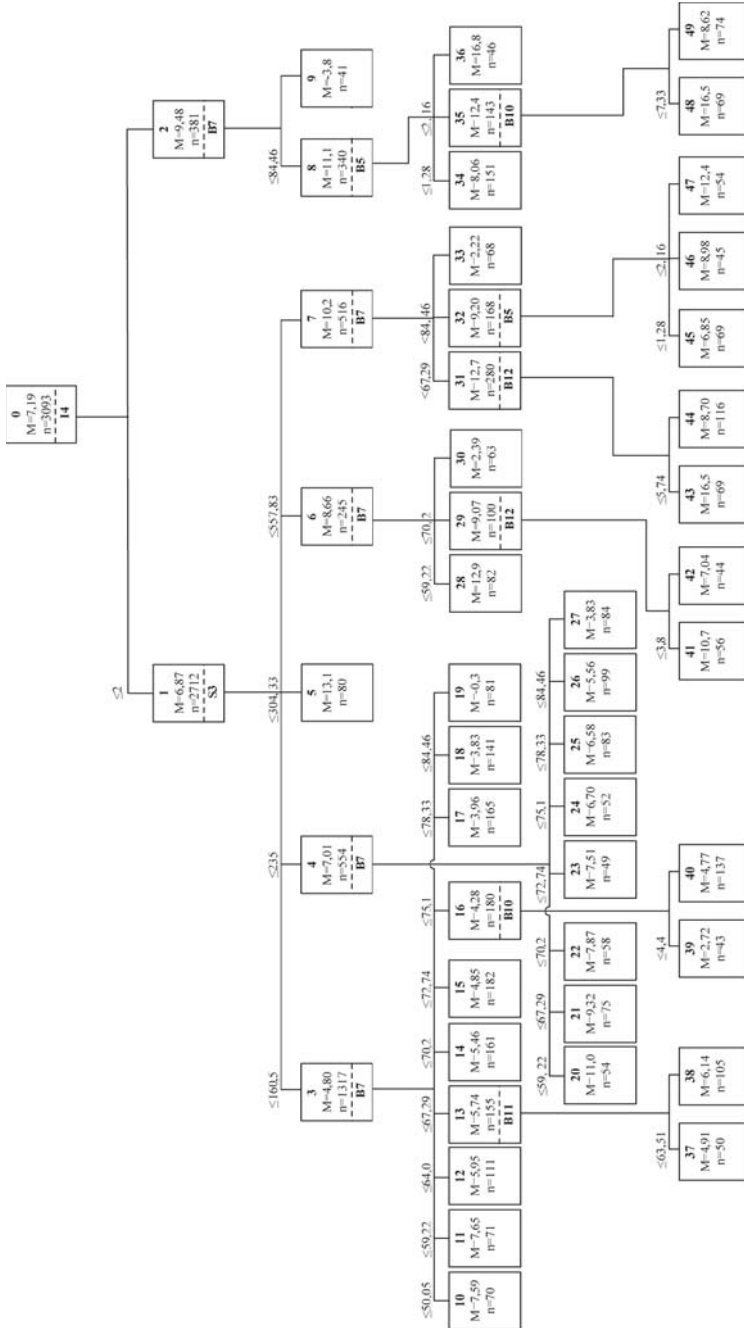 0
M=7,19
n=3093
14
≤2
1
M=6,87
n=2712
S3
2
M=9,48
n=381
B7
≤160,5
≤235
≤304,33
≤557,83
≤84,46
3
M=4,80
n=1317
B7
4
M=7,01
n=554
B7
5
M=13,1
n=80
6
M=8,66
n=245
B7
7
M=10,2
n=516
B7
8
M=11,1
n=340
B5
9
M=-3,8
n=41
≤50,05
≤59,22
≤64,0
≤67,29
≤70,2
≤72,74
≤75,1
≤78,33
≤84,46
≤59,22
≤70,2
≤67,29
≤84,46
≤1,28
≤2,16
10
M−7,59
n=70
11
M−7,65
n=71
12
M−5,95
n=111
13
M−5,74
n=155
B11
14
M−5,46
n=161
15
M−4,85
n=182
16
M−4,28
n=180
B10
17
M−3,96
n=165
18
M−3,83
n=141
19
M−0,3
n=81
28
M=12,9
n=82
29
M=9,07
n=100
B12
30
M=2,39
n=63
31
M−12,7
n=280
B12
32
M−9,20
n=168
B5
33
M−2,22
n=68
34
M−8,06
n=151
35
M−12,4
n=143
B10
36
M=16,8
n=46
≤59, 22
≤67,29
≤70,2
≤72,74
≤75,1
≤78,33
≤84,46
20
M−11,0
n=54
21
M−9,32
n=75
22
M−7,87
n=58
23
M−7,51
n=49
24
M−6,70
n=52
25
M−6,58
n=83
26
M−5,56
n=99
27
M−3,83
n=84
≤63,51
≤4,4
≤3,8
≤5,74
≤1,28
≤2,16
≤7,33
37
M=4,91
n=50
38
M=6,14
n=105
39
M=2,72
n=43
40
M=4,77
n=137
41
M=10,7
n=56
42
M=7,04
n=44
43
M=16,5
n=69
44
M=8,70
n=116
45
M=6,85
n=69
46
M=8,98
n=45
47
M=12,4
n=54
48
M=16,5
n=69
49
M=8,62
n=74